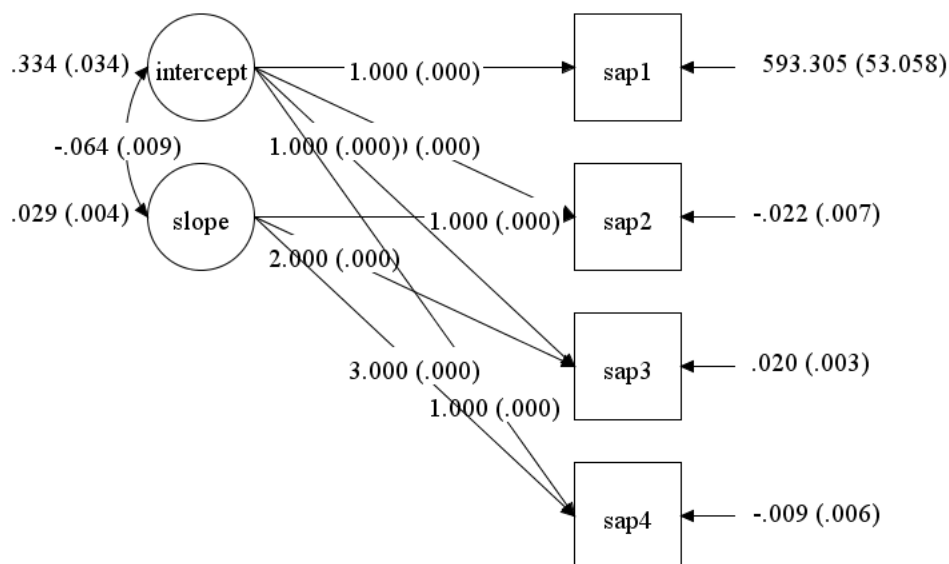 .334 (.034)
intercept
1.000 (.000)
sap1
593.305 (53.058)
-.064 (.009)
1.000 (.000)
) (.000)
.029 (.004)
slope
1.000 (.000)
sap2
-.022 (.007)
2.000 (.000)
3.000 (.000)
sap3
.020 (.003)
1.000 (.000)
sap4
-.009 (.006)